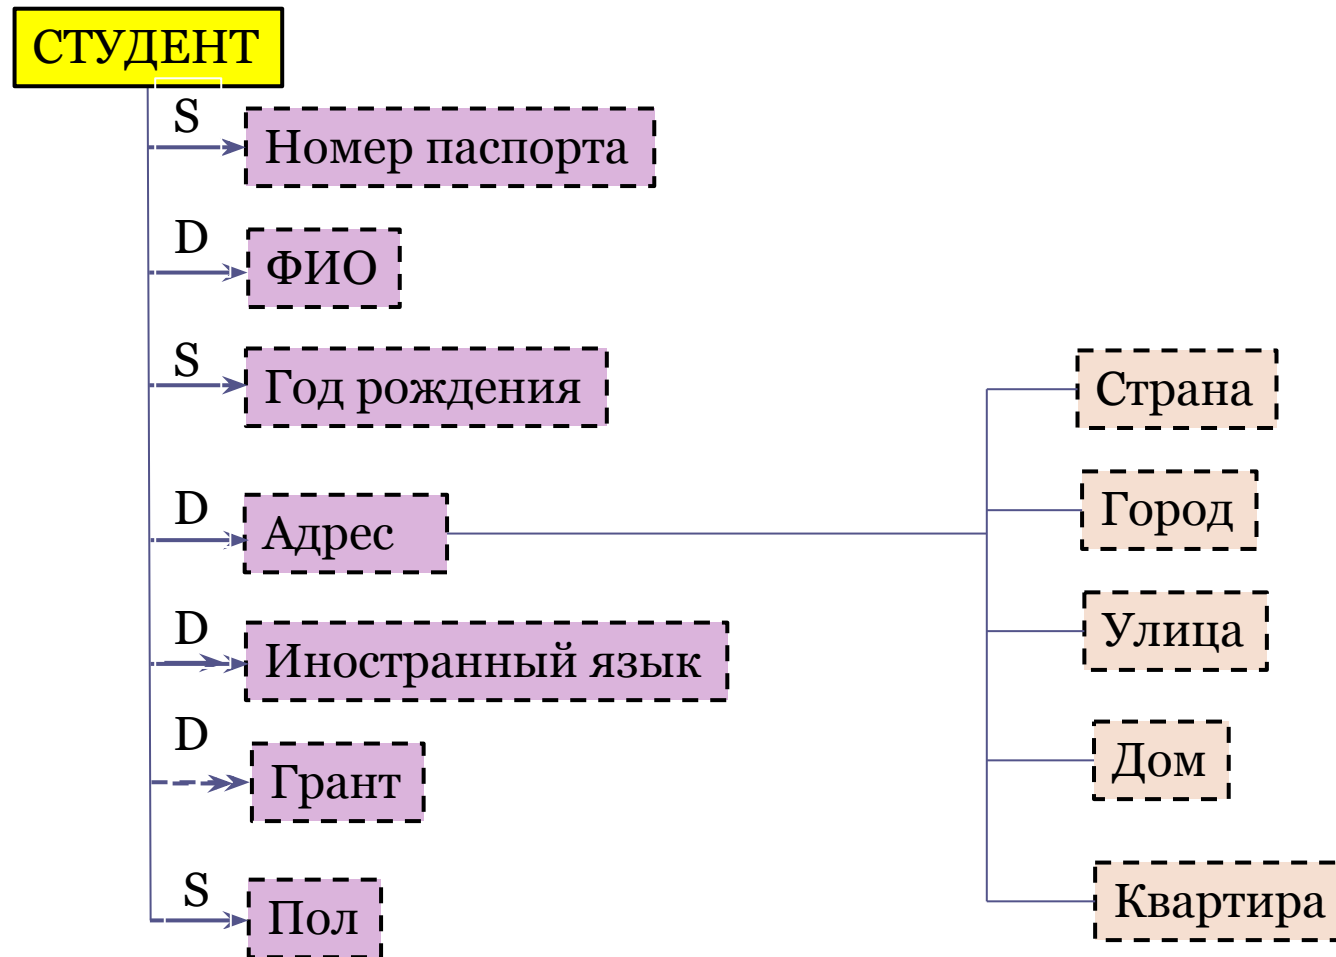 СТУДЕНТ
S
Номер паспорта
D
ФИО
S
Год рождения
D
Адрес
D
Иностранный язык
D
Грант
S
Пол
Страна
Город
Улица
Дом
Квартира